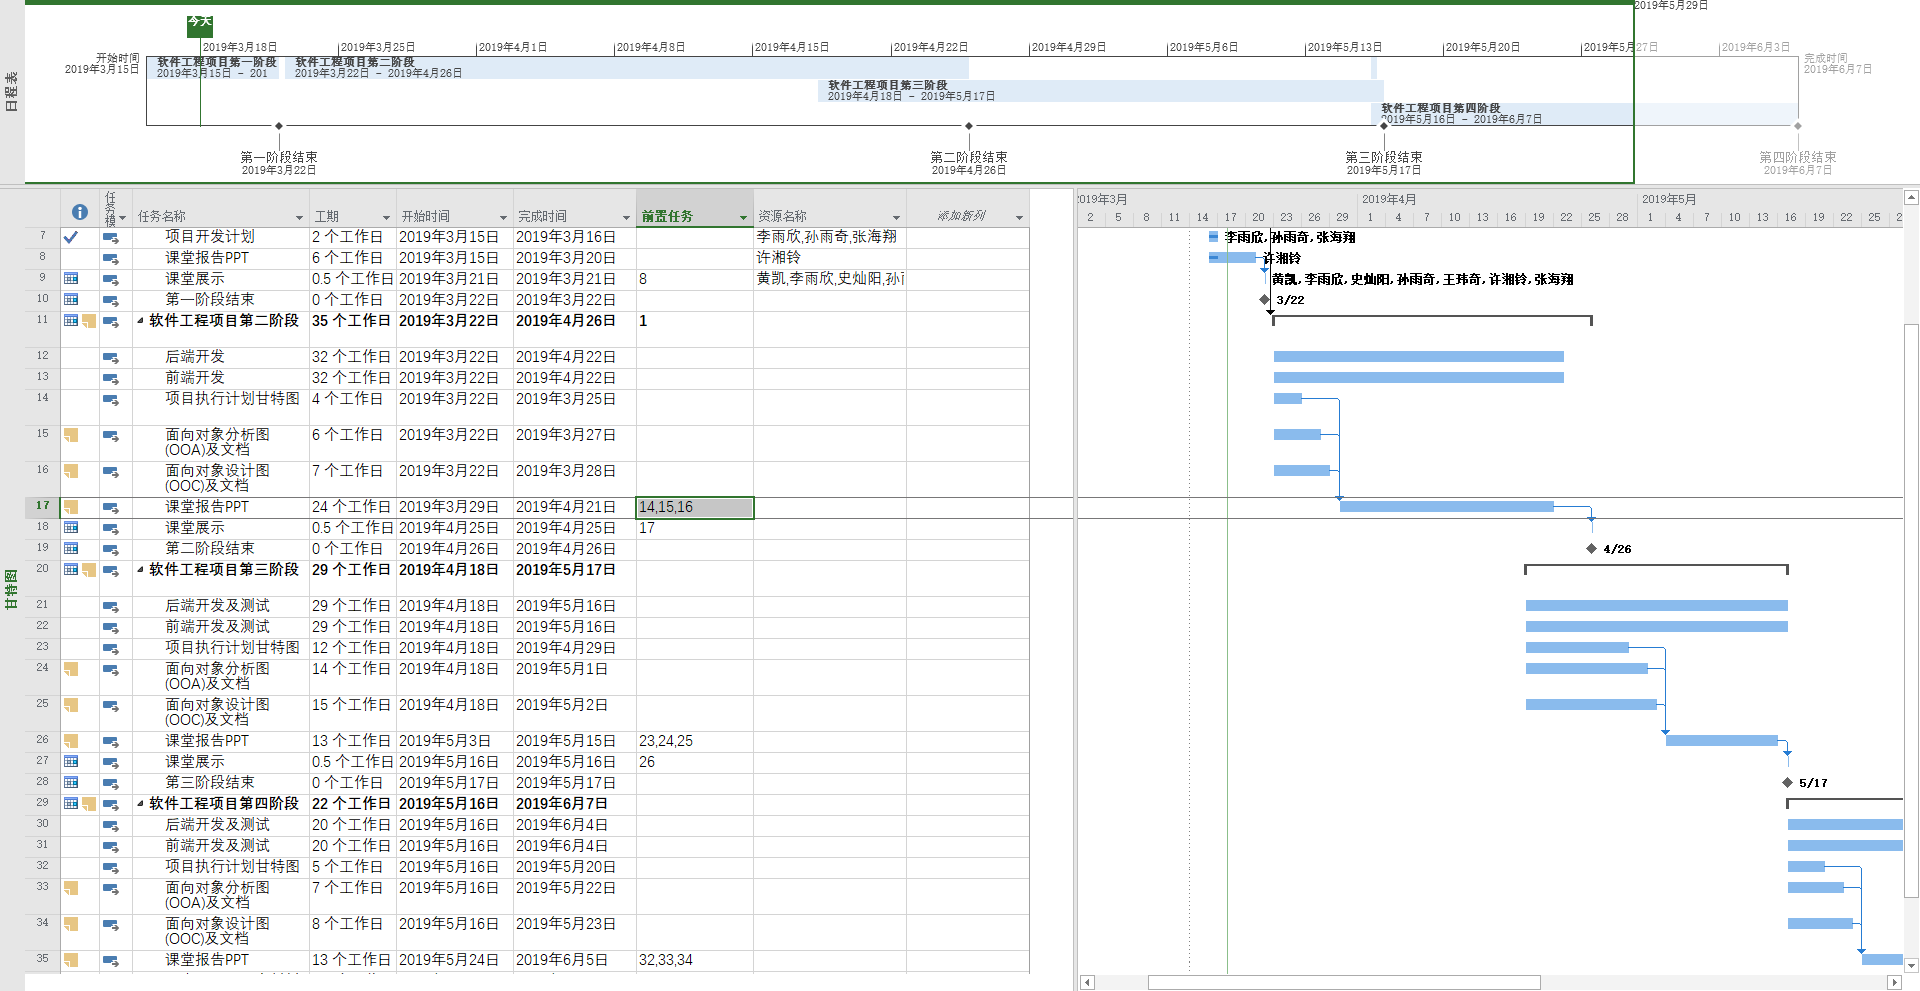 2019年5月29日
今天
2019年3月18日 2019年3月25日 2019年4月1日 2019年4月8日 2019年4月15日 2019年4月22日 2019年4月29日 2019年5月6日 2019年5月13日 2019年5月20日 2019年5月27日 2019年6月3日
开始时间
2019年3月15日
完成时间
2019年6月7日
日程表
软件工程项目第一阶段
2019年3月15日 - 201
软件工程项目第二阶段
2019年3月22日 - 2019年4月26日
软件工程项目第三阶段
2019年4月18日 - 2019年5月17日
软件工程项目第四阶段
2019年5月16日 - 2019年6月7日
第一阶段结束
2019年3月22日
第二阶段结束
2019年4月26日
第三阶段结束
2019年5月17日
第四阶段结束
2019年6月7日
甘特图
任务模 任务名称 工期 开始时间 完成时间 前置任务 资源名称 添加新列
7 项目开发计划 2 个工作日 2019年3月15日 2019年3月16日 李雨欣,孙雨奇,张海翔
8 课堂报告PPT 6 个工作日 2019年3月15日 2019年3月20日 许湘铃
9 课堂展示 0.5 个工作日 2019年3月21日 2019年3月21日 8 黄凯,李雨欣,史灿阳,孙
10 第一阶段结束 0 个工作日 2019年3月22日 2019年3月22日
11 软件工程项目第二阶段 35 个工作日 2019年3月22日 2019年4月26日 1
12 后端开发 32 个工作日 2019年3月22日 2019年4月22日
13 前端开发 32 个工作日 2019年3月22日 2019年4月22日
14 项目执行计划甘特图 4 个工作日 2019年3月22日 2019年3月25日
15 面向对象分析图 6 个工作日 2019年3月22日 2019年3月27日
(OOA)及文档
16 面向对象设计图 7 个工作日 2019年3月22日 2019年3月28日
(OOC)及文档
17 课堂报告PPT 24 个工作日 2019年3月29日 2019年4月21日 14,15,16
18 课堂展示 0.5 个工作日 2019年4月25日 2019年4月25日 17
19 第二阶段结束 0 个工作日 2019年4月26日 2019年4月26日
20 软件工程项目第三阶段 29 个工作日 2019年4月18日 2019年5月17日
21 后端开发及测试 29 个工作日 2019年4月18日 2019年5月16日
22 前端开发及测试 29 个工作日 2019年4月18日 2019年5月16日
23 项目执行计划甘特图 12 个工作日 2019年4月18日 2019年4月29日
24 面向对象分析图 14 个工作日 2019年4月18日 2019年5月1日
(OOA)及文档
25 面向对象设计图 15 个工作日 2019年4月18日 2019年5月2日
(OOC)及文档
26 课堂报告PPT 13 个工作日 2019年5月3日 2019年5月15日 23,24,25
27 课堂展示 0.5 个工作日 2019年5月16日 2019年5月16日 26
28 第三阶段结束 0 个工作日 2019年5月17日 2019年5月17日
29 软件工程项目第四阶段 22 个工作日 2019年5月16日 2019年6月7日
30 后端开发及测试 20 个工作日 2019年5月16日 2019年6月4日
31 前端开发及测试 20 个工作日 2019年5月16日 2019年6月4日
32 项目执行计划甘特图 5 个工作日 2019年5月16日 2019年5月20日
33 面向对象分析图 7 个工作日 2019年5月16日 2019年5月22日
(OOA)及文档
34 面向对象设计图 8 个工作日 2019年5月16日 2019年5月23日
(OOC)及文档
35 课堂报告PPT 13 个工作日 2019年5月24日 2019年6月5日 32,33,34
2019年3月 2019年4月 2019年5月
2 5 8 11 14 17 20 23 26 29 1 4 7 10 13 16 19 22 25 28 1 4 7 10 13 16 19 22 25 2
李雨欣,孙雨奇,张海翔
许湘铃
黄凯,李雨欣,史灿阳,孙雨奇,王玮奇,许湘铃,张海翔
3/22
4/26
5/17